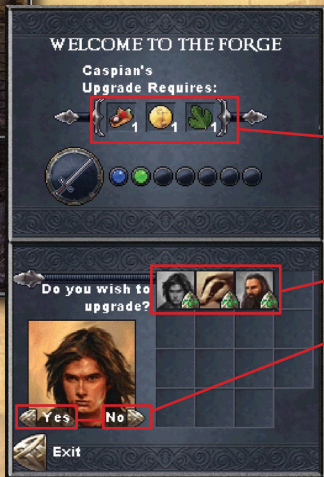 WELCOME TO THE FORGE
Caspian's
Upgrade Requires:
1 1 1
Do you wish to
upgrade?
Yes No
Exit